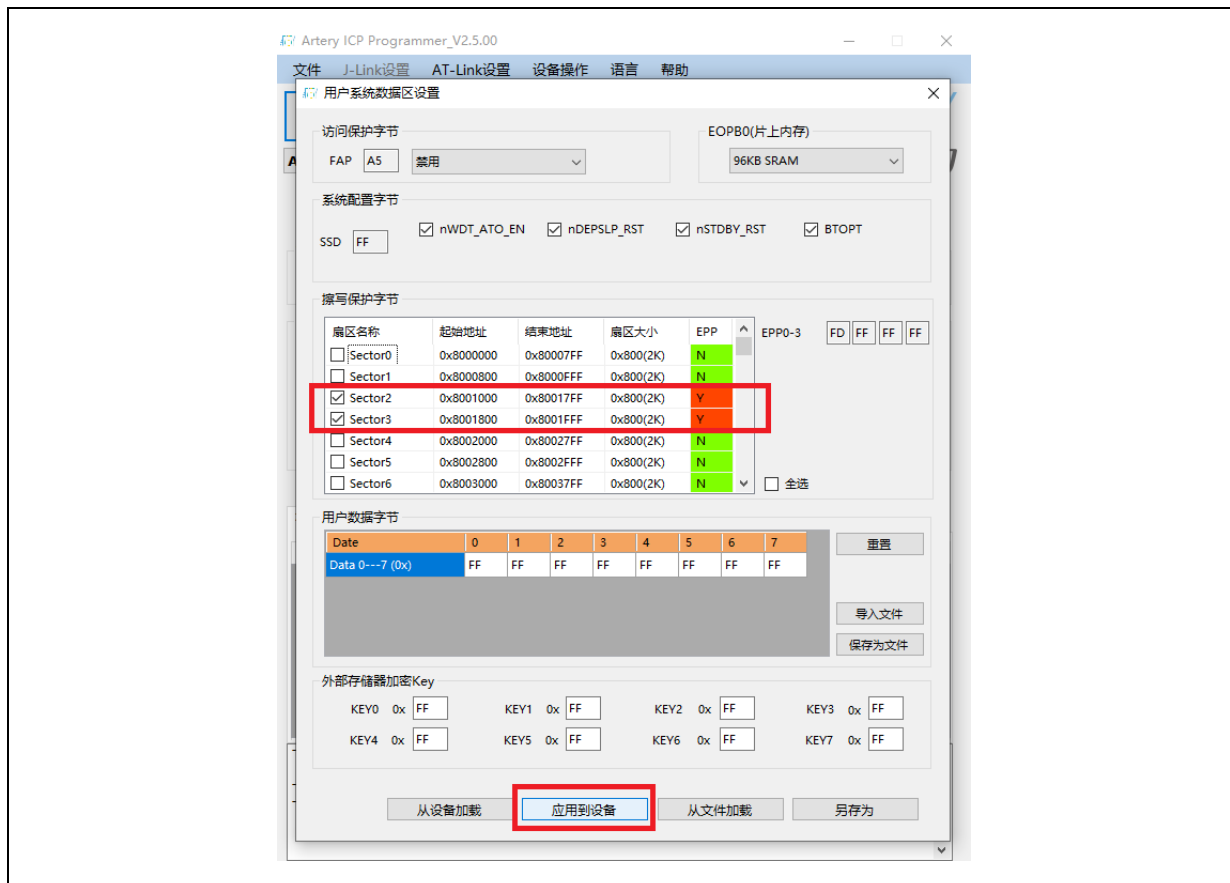 Artery ICP Programmer_V2.5.00
文件 J-Link设置 AT-Link设置 设备操作 语言 帮助
用户系统数据区设置
访问保护字节 EOPB0(片上内存)
FAP A5 禁用 96KB SRAM
系统配置字节
SSD FF nWDT_ATO_EN nDEPSLP_RST nSTDBY_RST BTOPT
擦写保护字节
扇区名称 起始地址 结束地址 扇区大小 EPP EPP0-3 FD FF FF FF
Sector0 0x8000000 0x80007FF 0x800(2K) N
Sector1 0x8000800 0x8000FFF 0x800(2K) N
Sector2 0x8001000 0x80017FF 0x800(2K) Y
Sector3 0x8001800 0x8001FFF 0x800(2K) Y
Sector4 0x8002000 0x80027FF 0x800(2K) N
Sector5 0x8002800 0x8002FFF 0x800(2K) N
Sector6 0x8003000 0x80037FF 0x800(2K) N 全选
用户数据字节
Date 0 1 2 3 4 5 6 7 重置
Data 0---7 (0x) FF FF FF FF FF FF FF FF
导入文件
保存为文件
外部存储器加密Key
KEY0 0x FF KEY1 0x FF KEY2 0x FF KEY3 0x FF
KEY4 0x FF KEY5 0x FF KEY6 0x FF KEY7 0x FF
从设备加载 应用到设备 从文件加载 另存为